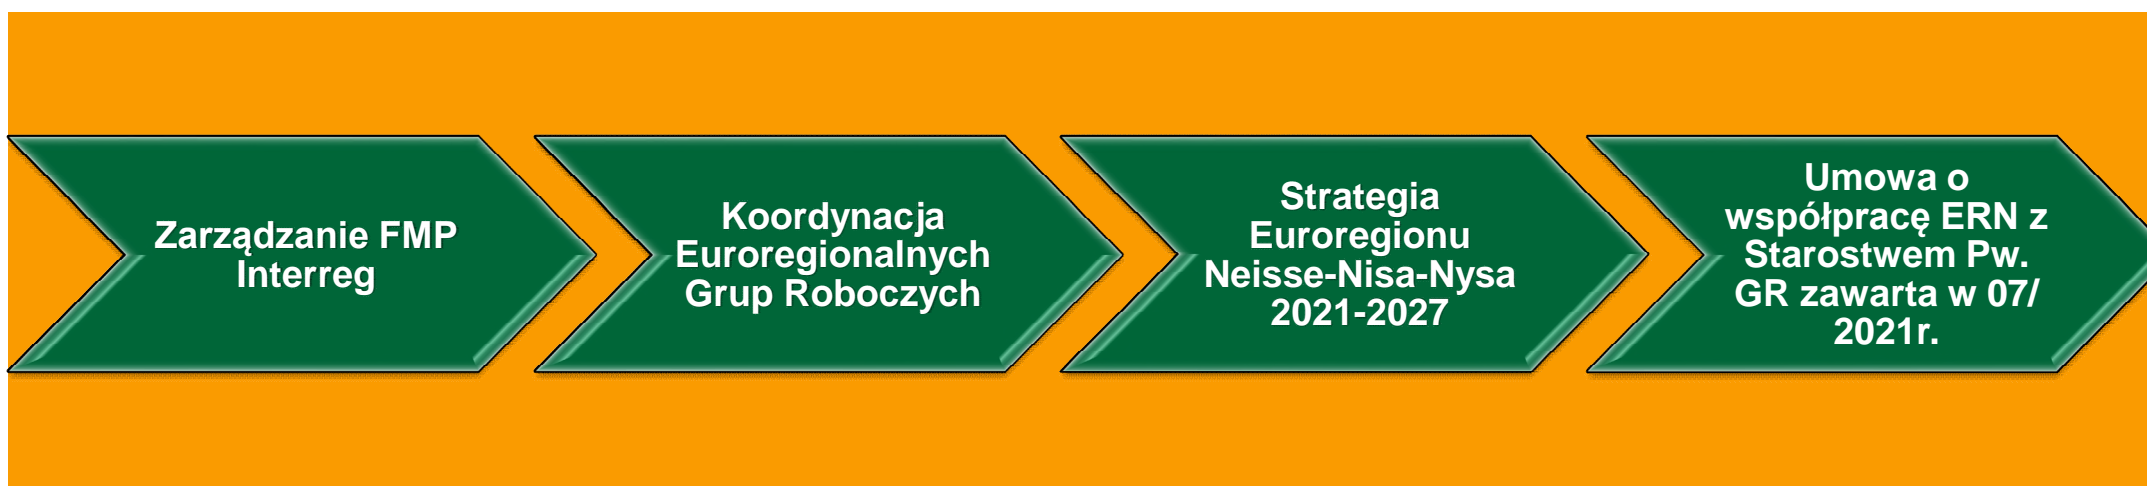 Zarządzanie FMP
Interreg
Koordynacja
Euroregionalnych
Grup Roboczych
Strategia
Euroregionu
Neisse-Nisa-Nysa
2021-2027
Umowa o
współpracę ERN z
Starostwem Pw.
GR zawarta w 07/
2021r.